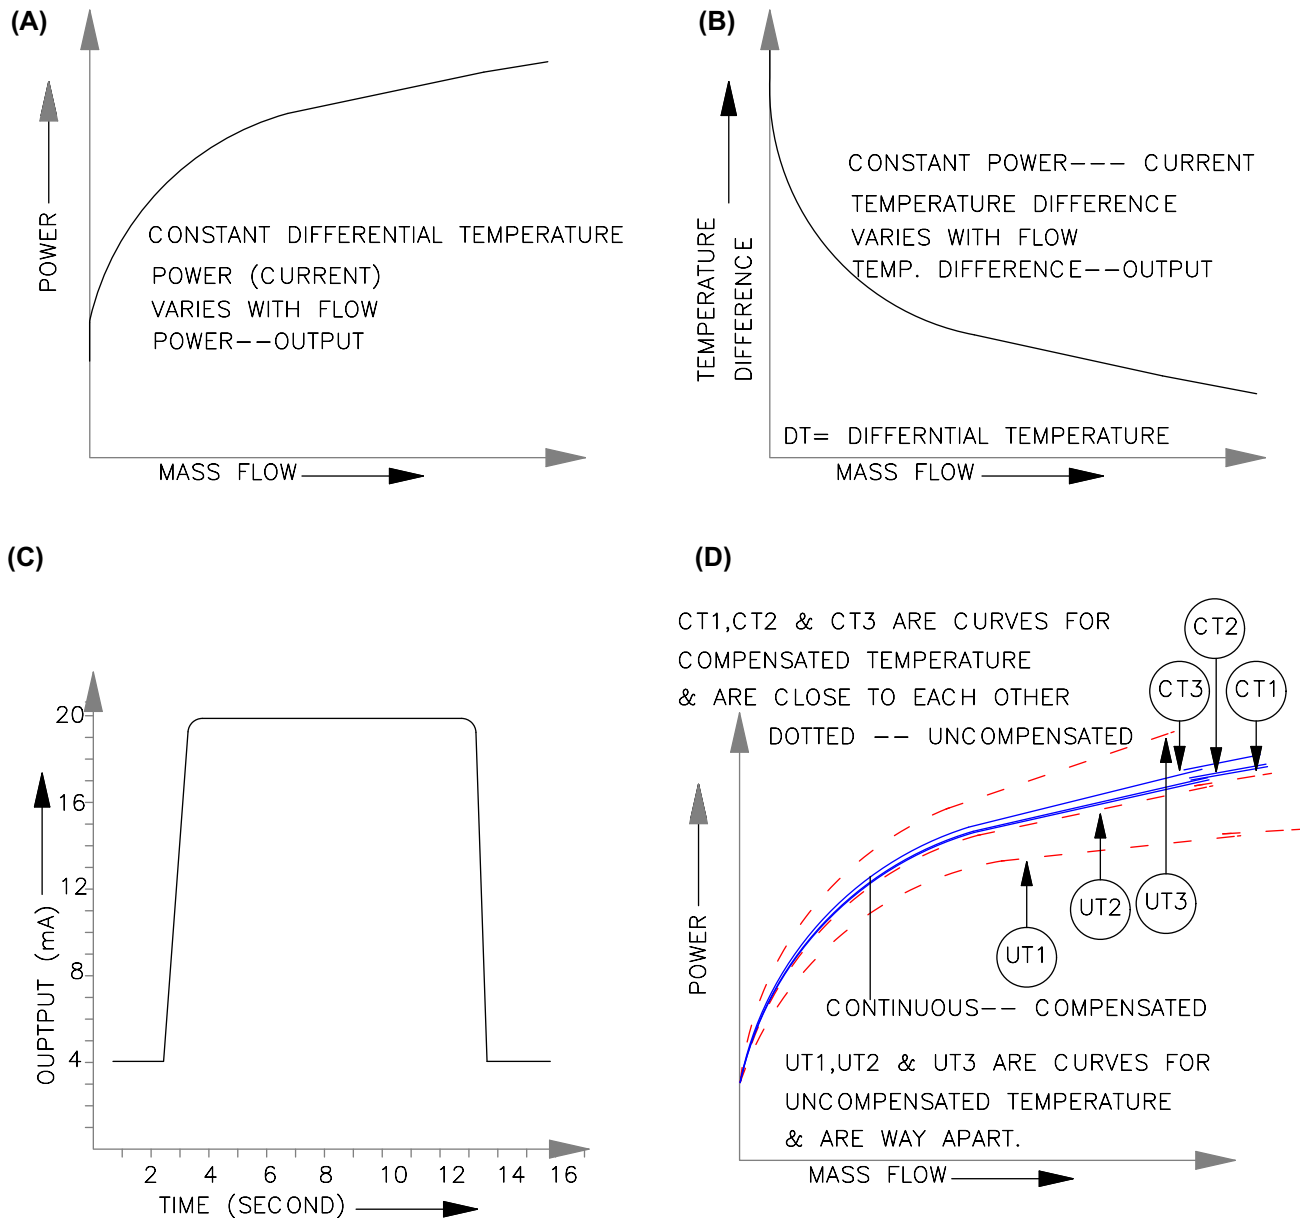 (A)
POWER
CONSTANT DIFFERENTIAL TEMPERATURE
POWER (CURRENT)
VARIES WITH FLOW
POWER--OUTPUT
MASS FLOW
(B)
TEMPERATURE
DIFFERENCE
CONSTANT POWER--- CURRENT
TEMPERATURE DIFFERENCE
VARIES WITH FLOW
TEMP. DIFFERENCE--OUTPUT
DT= DIFFERNTIAL TEMPERATURE
MASS FLOW
(C)
OUPTPUT (mA)
20
16
12
8
4
2 4 6 8 10 12 14 16
TIME (SECOND)
(D)
CT1,CT2 & CT3 ARE CURVES FOR
COMPENSATED TEMPERATURE
& ARE CLOSE TO EACH OTHER
DOTTED -- UNCOMPENSATED
CT2
CT3
CT1
POWER
UT1
UT2
UT3
CONTINUOUS-- COMPENSATED
UT1,UT2 & UT3 ARE CURVES FOR
UNCOMPENSATED TEMPERATURE
& ARE WAY APART.
MASS FLOW